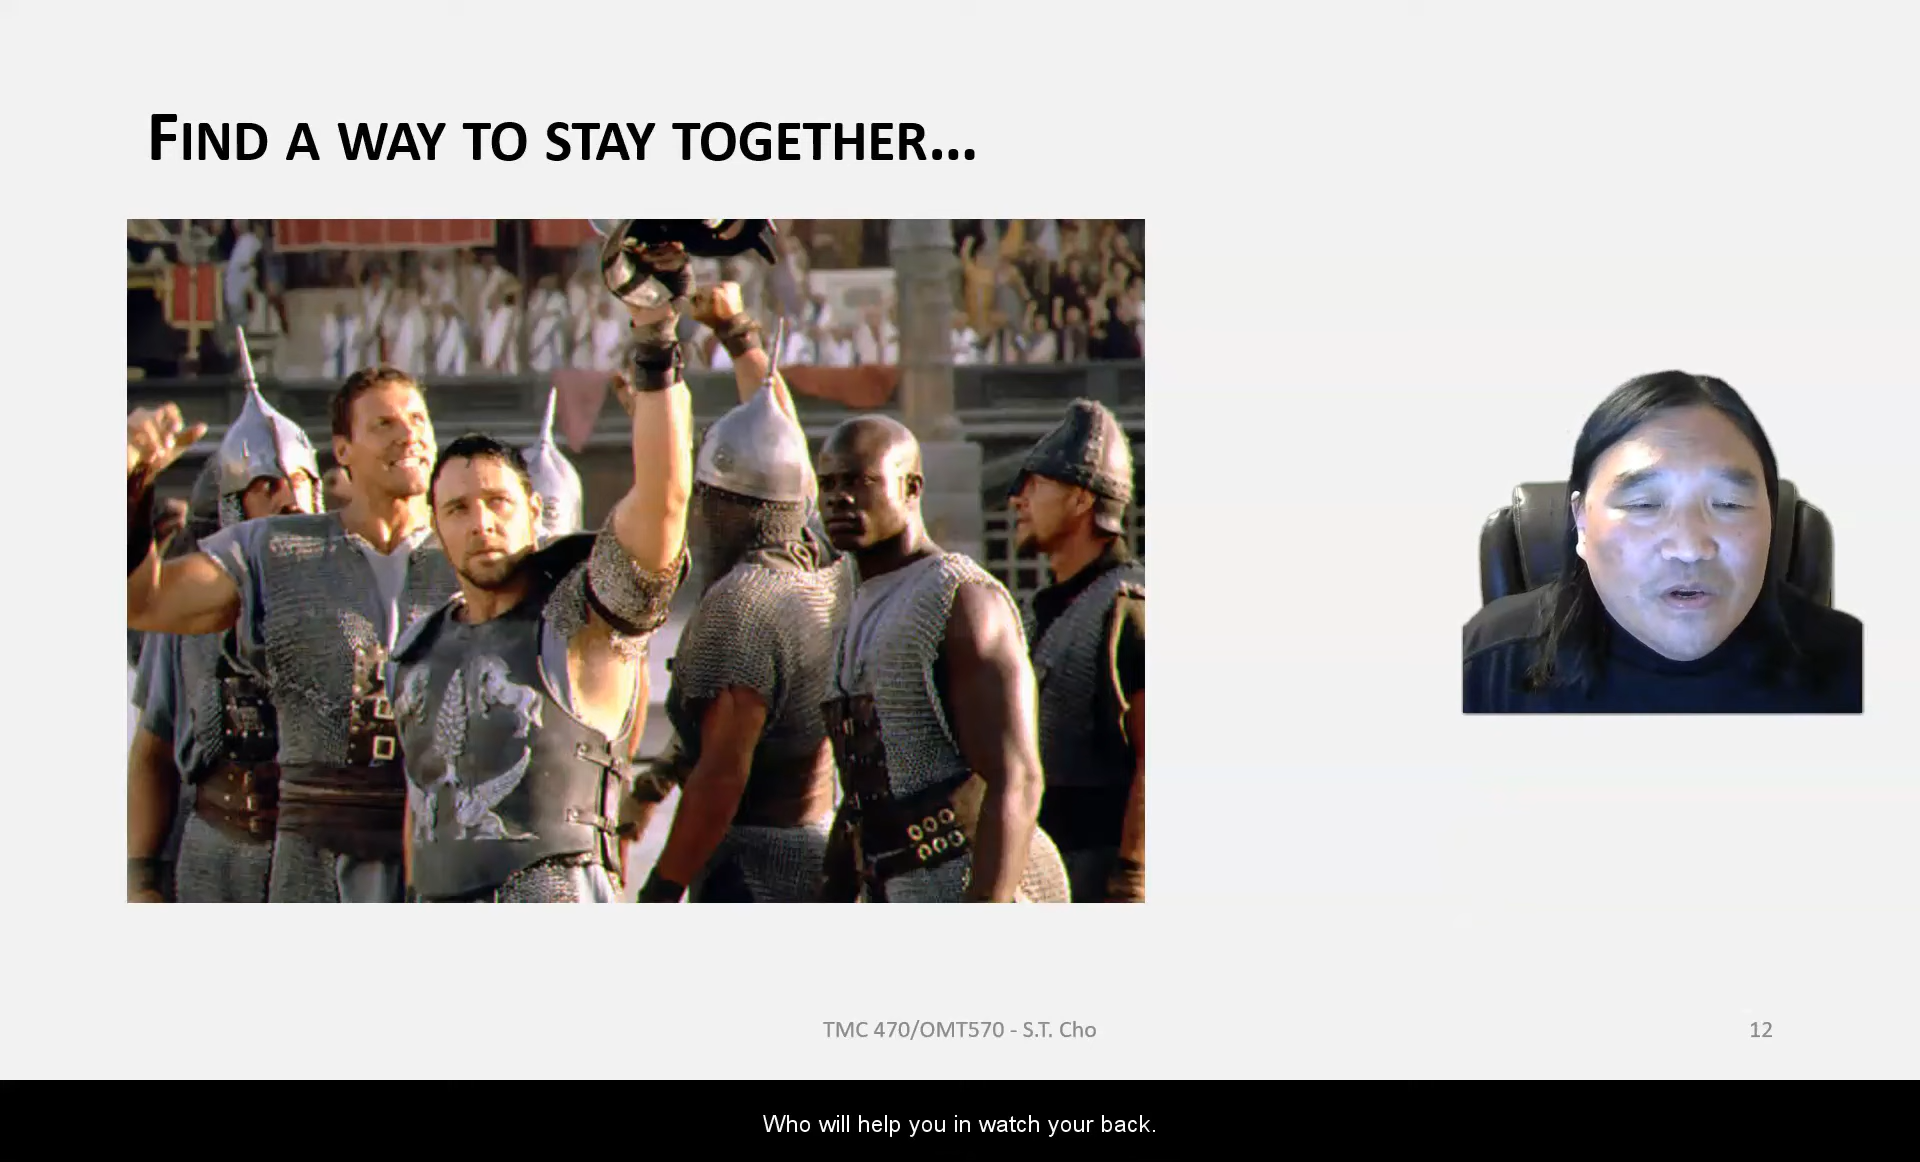 Find a way to stay together...
TMC 470/OMT570 - S.T. Cho
12
Who will help you in watch your back.